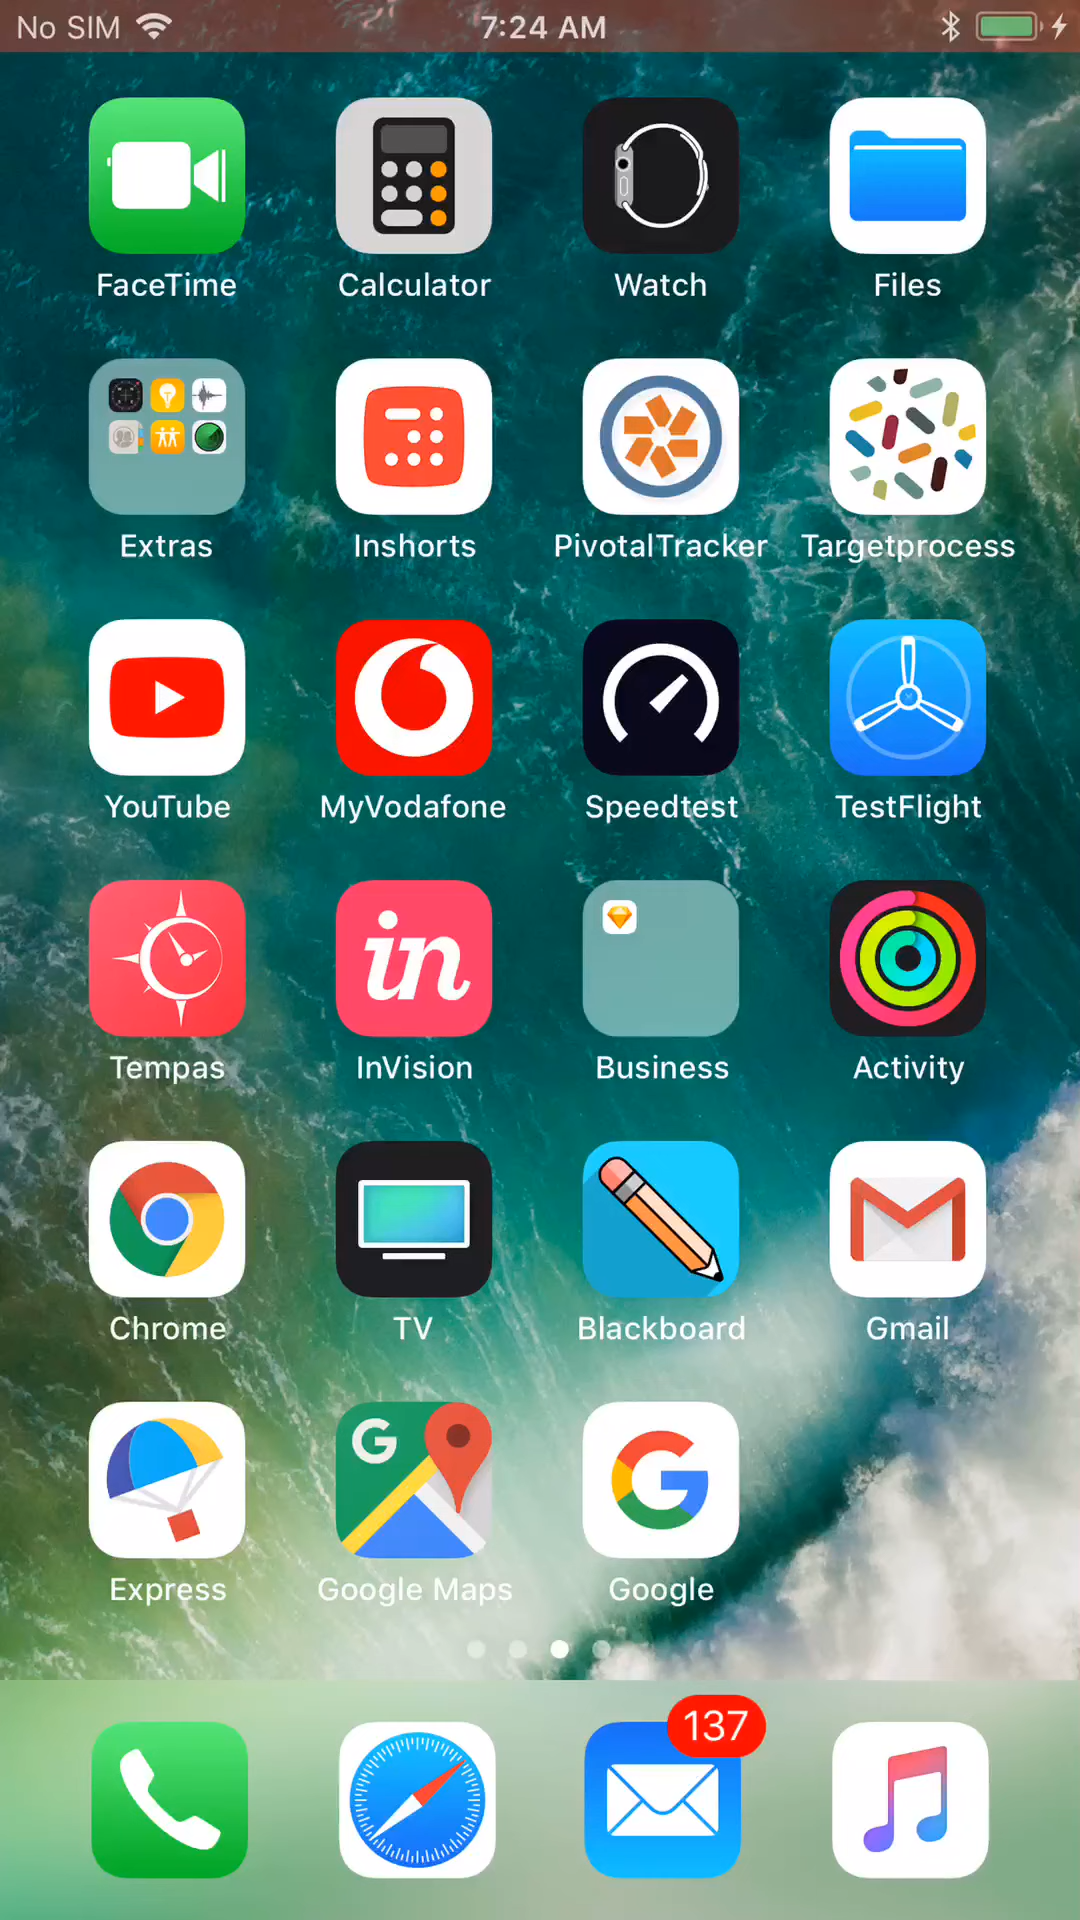 No SIM 7:24 AM
FaceTime Calculator Watch Files
Extras Inshorts PivotalTracker Targetprocess
YouTube MyVodafone Speedtest TestFlight
in
Tempas InVision Business Activity
Chrome TV Blackboard Gmail
G
Express Google Maps Google
137